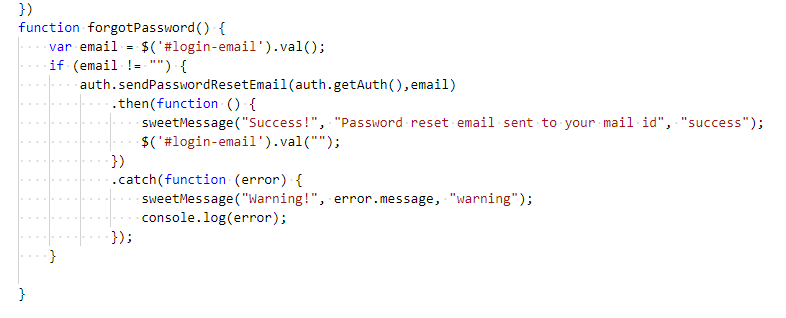 })
function forgotPassword() {
    var email = $('#login-email').val();
    if (email != "") {
        auth.sendPasswordResetEmail(auth.getAuth(),email)
            .then(function () {
                sweetMessage("Success!", "Password reset email sent to your mail id", "success");
                $('#login-email').val("");
            })
            .catch(function (error) {
                sweetMessage("Warning!", error.message, "warning");
                console.log(error);
            });
    }

}